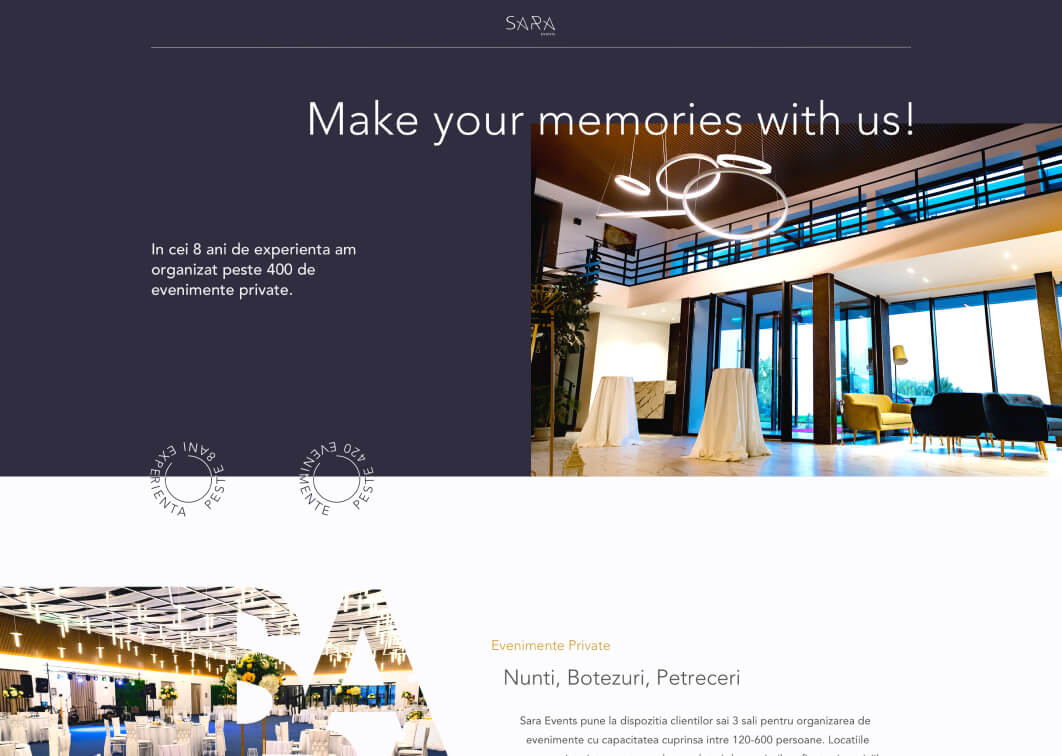 SARA
EVENTS
Make your memories with us!
In cei 8 ani de experienta am
organizat peste 400 de
evenimente private.
PESTE 8ANI EXPERIENTA
PESTE 420 EVENIMENTE
SA
Evenimente Private
Nunti, Botezuri, Petreceri
Sara Events pune la dispozitia clientilor sai 3 sali pentru organizarea de
evenimente cu capacitatea cuprinsa intre 120-600 persoane. Locatiile